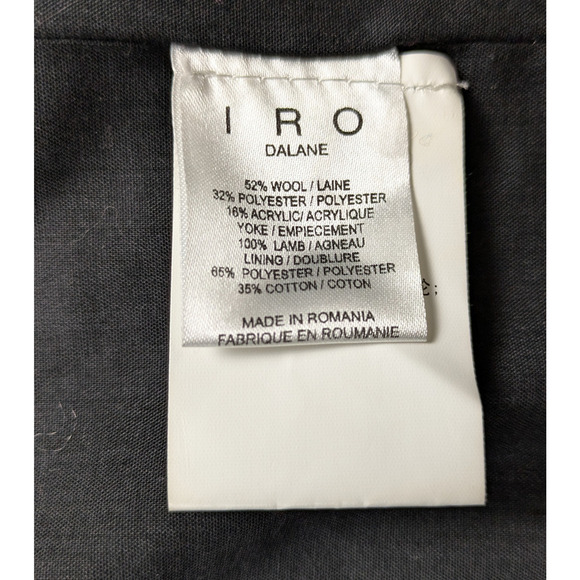 IRO
DALANE
52% WOOL / LAINE
32% POLYESTER / POLYESTER
16% ACRYLIC / ACRYLIQUE
YOKE / EMPIECEMENT
100% LAMB / AGNEAU
LINING / DOUBLURE
65% POLYESTER / POLYESTER
35% COTTON / COTON
MADE IN ROMANIA
FABRIQUE EN ROUMANIE